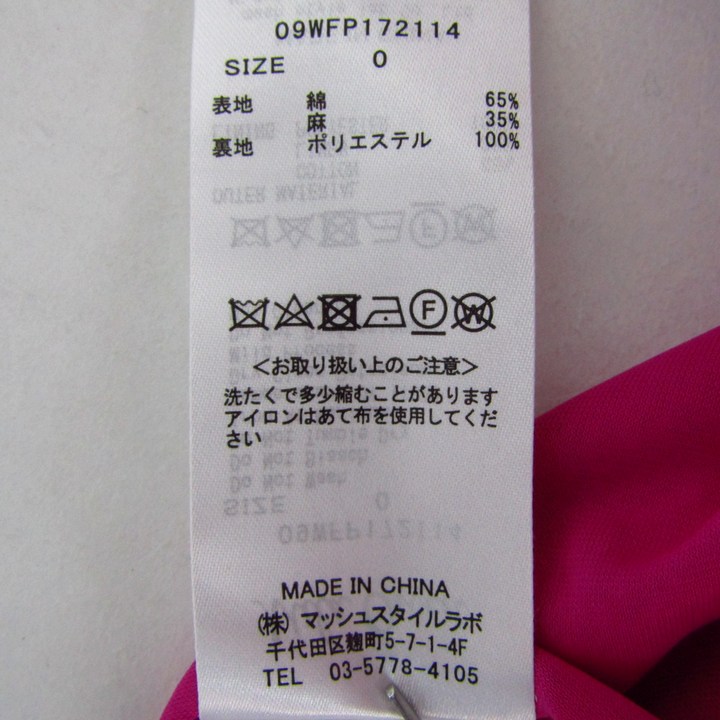 09WFP172114
SIZE 0
表地 綿 65%
麻 35%
裏地 ポリエステル 100%
F W
＜お取り扱い上のご注意＞
洗たくで多少縮むことがあります
アイロンはあて布を使用してくだ
さい
MADE IN CHINA
(株) マッシュスタイルラボ
千代田区麹町5-7-1-4F
TEL 03-5778-4105